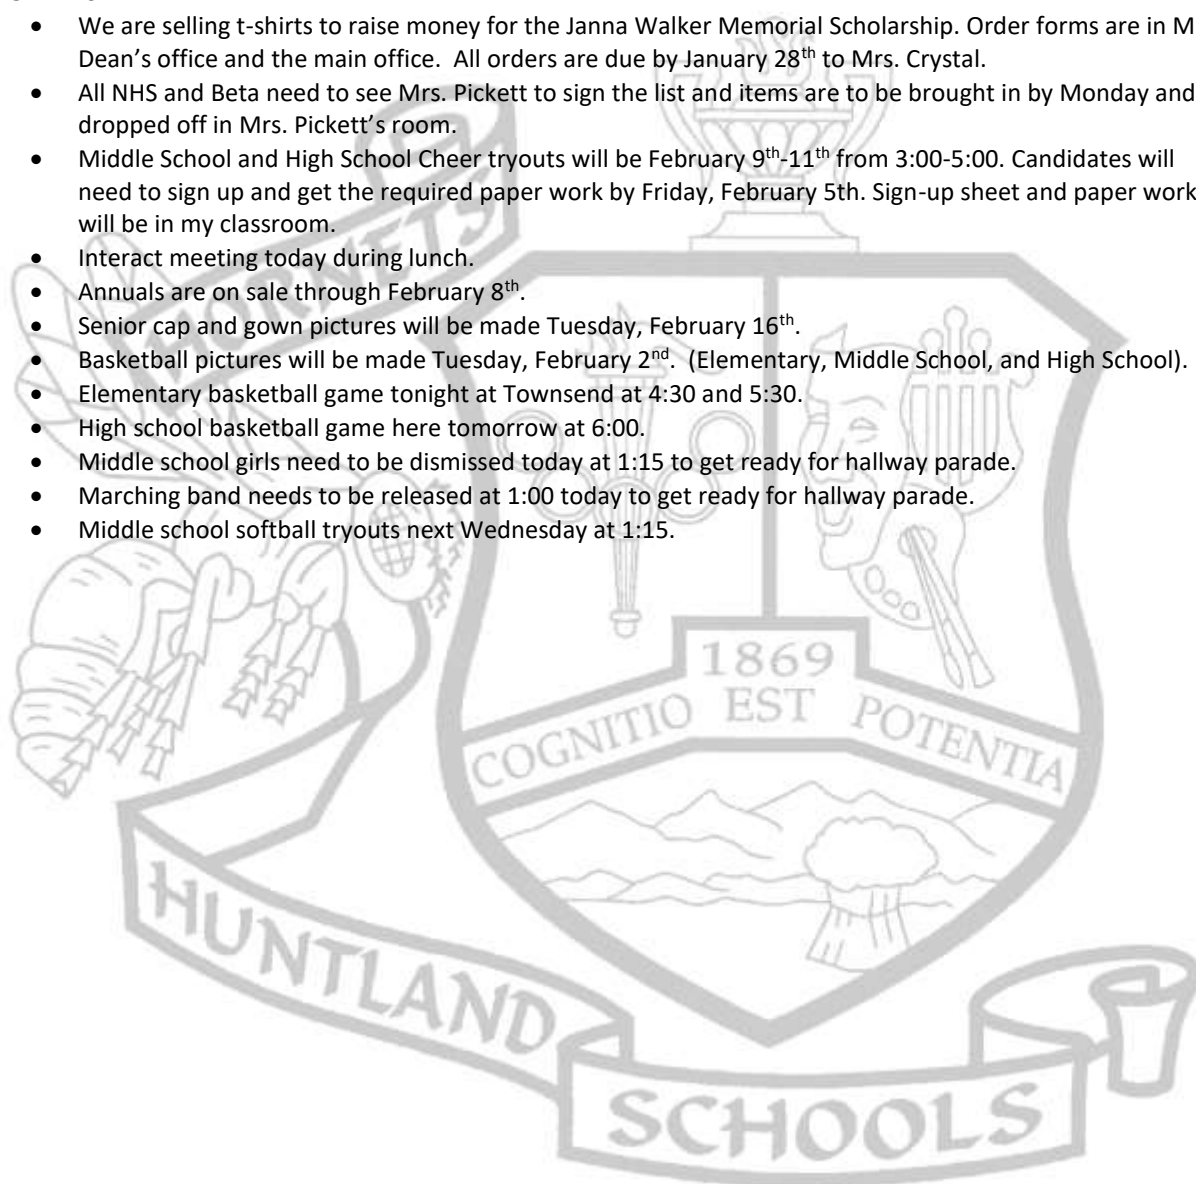 • We are selling t-shirts to raise money for the Janna Walker Memorial Scholarship. Order forms are in M
Dean’s office and the main office.  All orders are due by January 28th to Mrs. Crystal.
• All NHS and Beta need to see Mrs. Pickett to sign the list and items are to be brought in by Monday and
dropped off in Mrs. Pickett’s room.
• Middle School and High School Cheer tryouts will be February 9th-11th from 3:00-5:00. Candidates will
need to sign up and get the required paper work by Friday, February 5th. Sign-up sheet and paper work
will be in my classroom.
• Interact meeting today during lunch.
• Annuals are on sale through February 8th.
• Senior cap and gown pictures will be made Tuesday, February 16th.
• Basketball pictures will be made Tuesday, February 2nd.  (Elementary, Middle School, and High School).
• Elementary basketball game tonight at Townsend at 4:30 and 5:30.
• High school basketball game here tomorrow at 6:00.
• Middle school girls need to be dismissed today at 1:15 to get ready for hallway parade.
• Marching band needs to be released at 1:00 today to get ready for hallway parade.
• Middle school softball tryouts next Wednesday at 1:15.
HORNETS
1869
COGNITIO EST POTENTIA
HUNTLAND
SCHOOLS